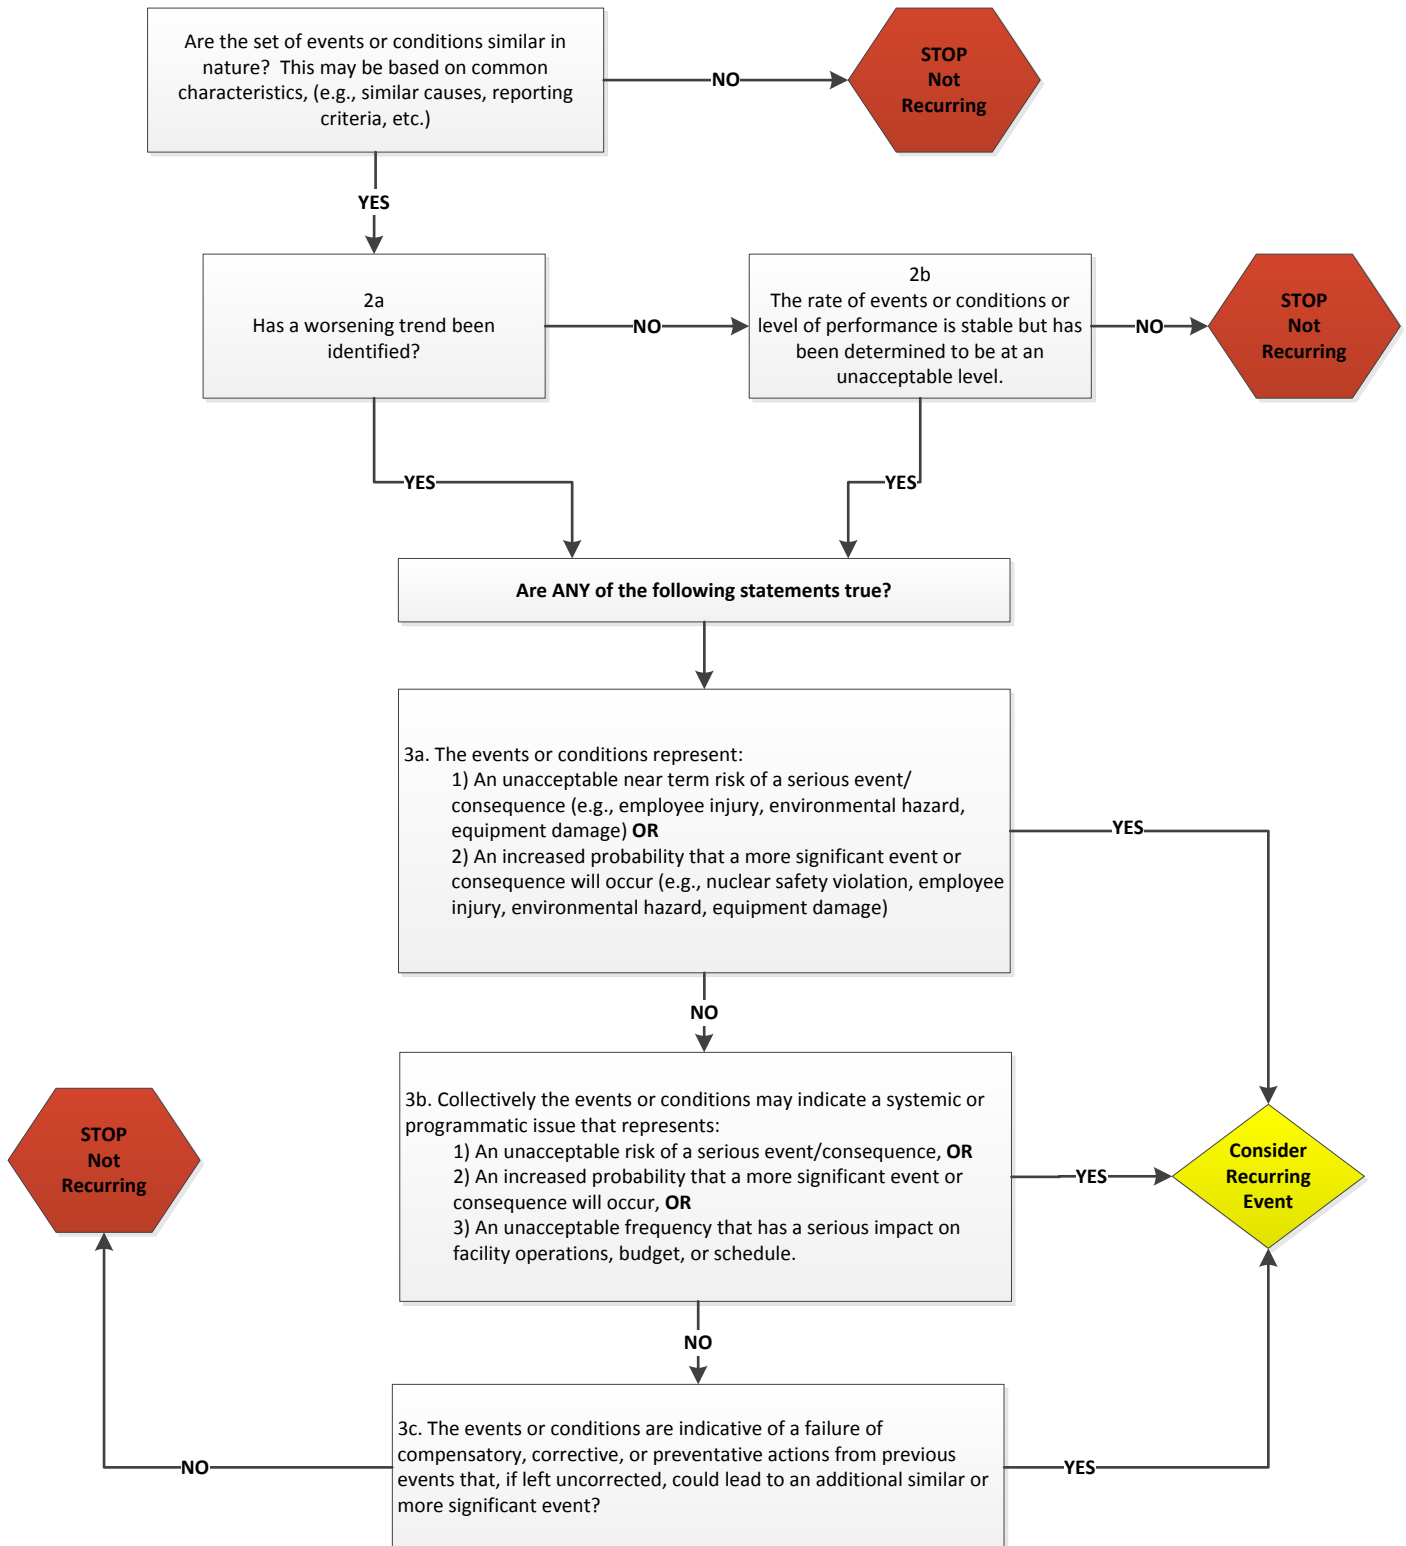 Are the set of events or conditions similar in
nature?  This may be based on common
characteristics, (e.g., similar causes, reporting
criteria, etc.)
NO
STOP
Not
Recurring
YES
2a
Has a worsening trend been
identified?
NO
2b
The rate of events or conditions or
level of performance is stable but has
been determined to be at an
unacceptable level.
NO
STOP
Not
Recurring
YES
YES
Are ANY of the following statements true?
3a. The events or conditions represent:
1) An unacceptable near term risk of a serious event/
consequence (e.g., employee injury, environmental hazard,
equipment damage) OR
2) An increased probability that a more significant event or
consequence will occur (e.g., nuclear safety violation, employee
injury, environmental hazard, equipment damage)
YES
NO
3b. Collectively the events or conditions may indicate a systemic or
programmatic issue that represents:
1) An unacceptable risk of a serious event/consequence, OR
2) An increased probability that a more significant event or
consequence will occur, OR
3) An unacceptable frequency that has a serious impact on
facility operations, budget, or schedule.
YES
Consider
Recurring
Event
STOP
Not
Recurring
NO
3c. The events or conditions are indicative of a failure of
compensatory, corrective, or preventative actions from previous
events that, if left uncorrected, could lead to an additional similar or
more significant event?
NO
YES